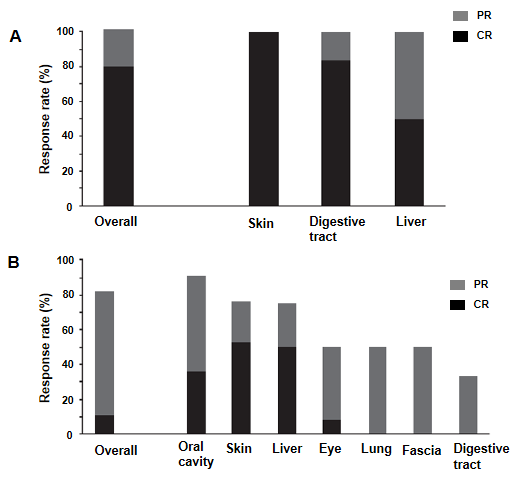 PR
CR
A
Response rate (%)
100
80
60
40
20
0
Overall
Skin
Digestive
tract
Liver
B
PR
CR
Response rate (%)
100
80
60
40
20
0
Overall
Oral
cavity
Skin
Liver
Eye
Lung
Fascia
Digestive
tract